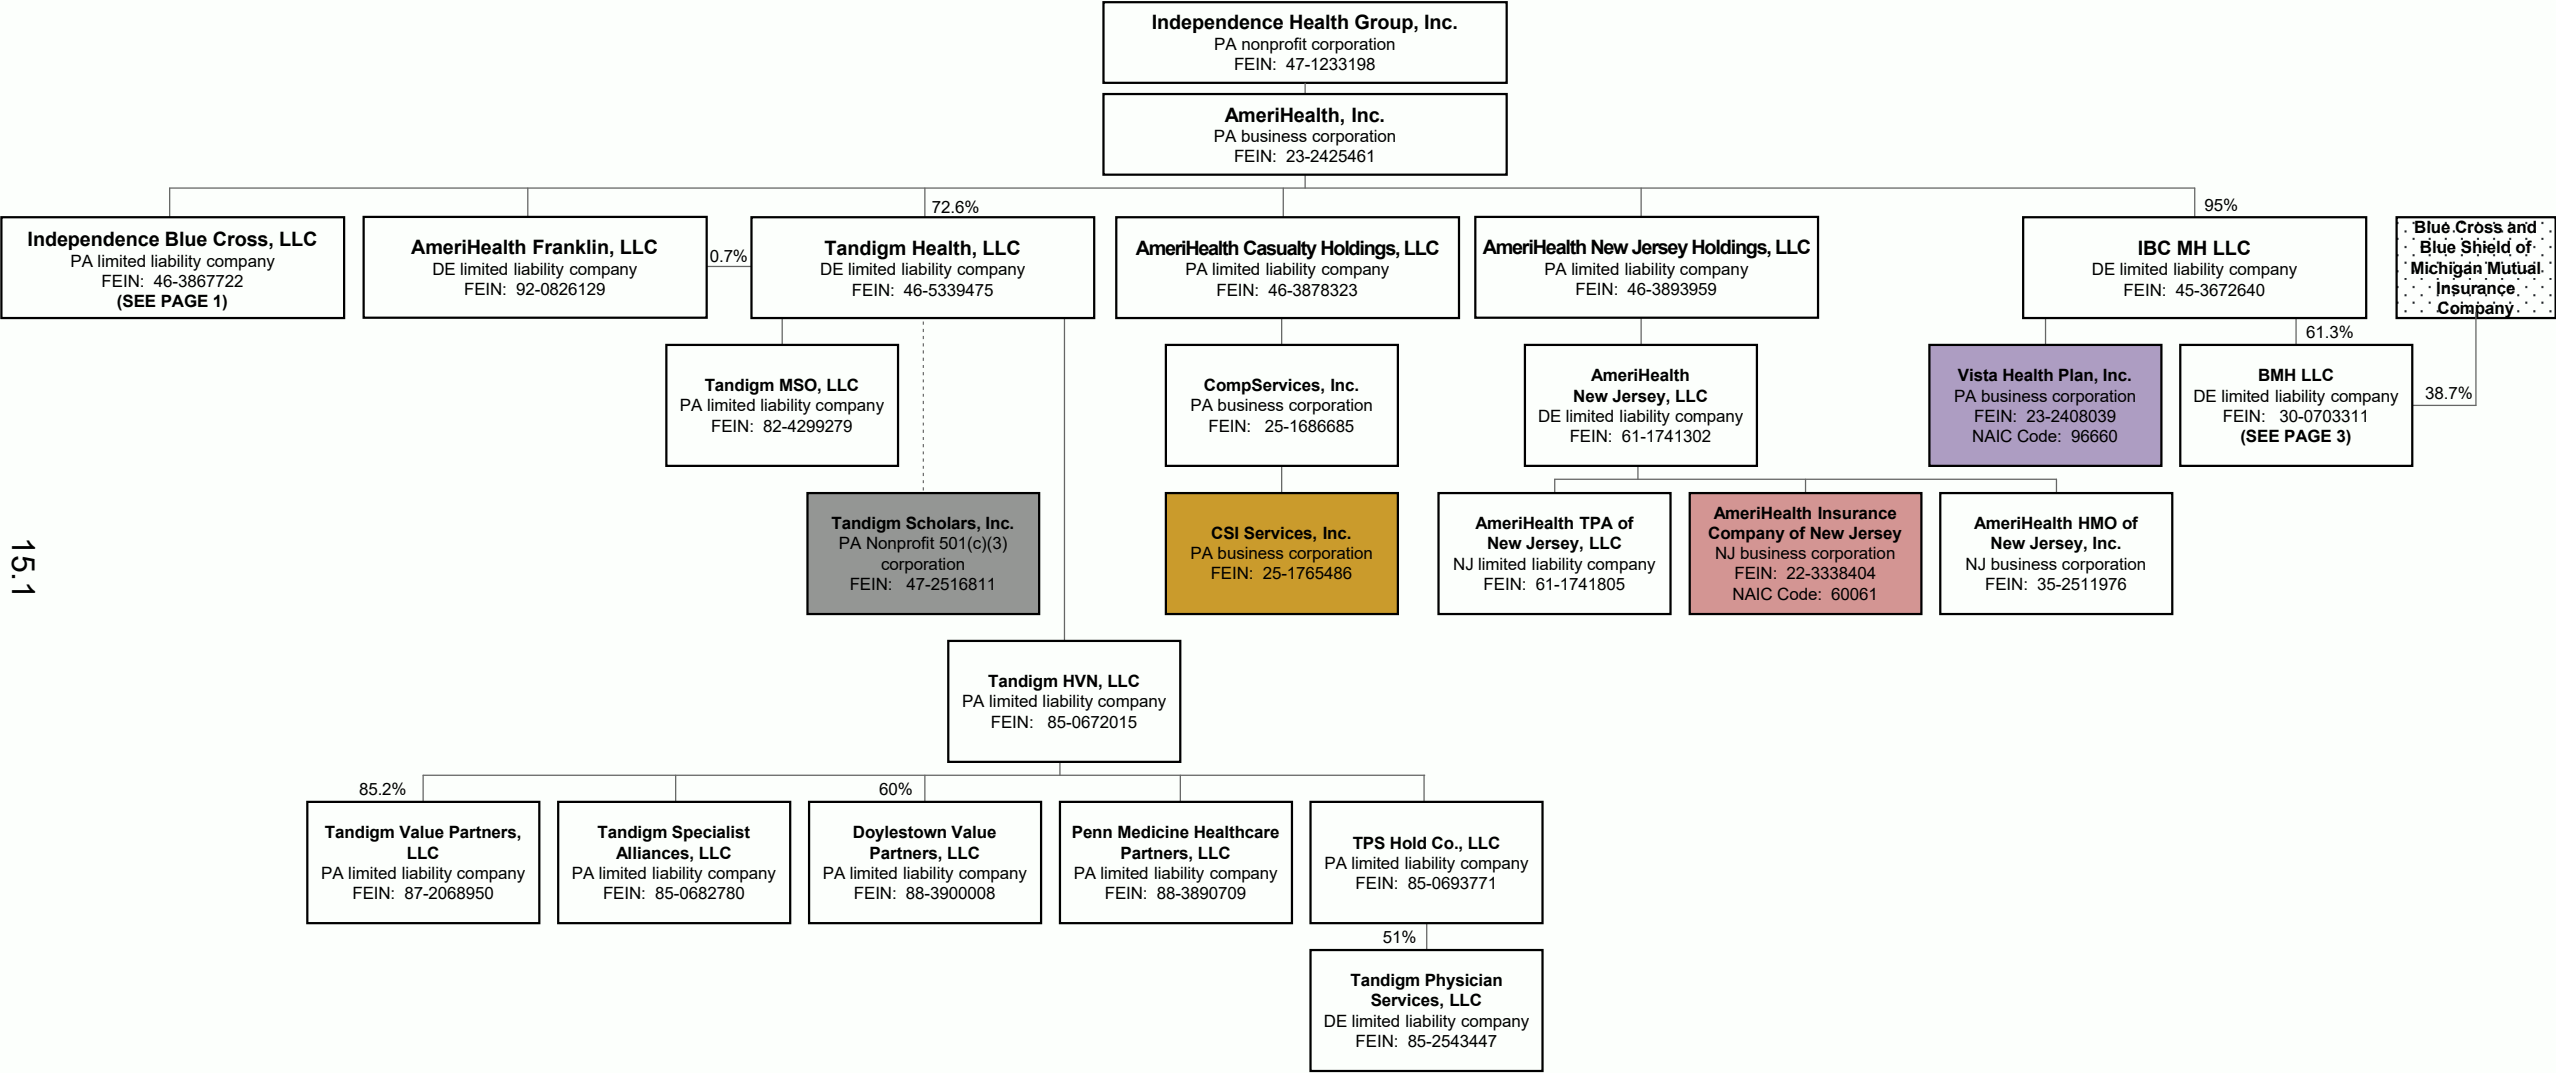 Independence Health Group, Inc.
PA nonprofit corporation
FEIN: 47-1233198
AmeriHealth, Inc.
PA business corporation
FEIN: 23-2425461
72.6%
95%
Independence Blue Cross, LLC
PA limited liability company
FEIN: 46-3867722
(SEE PAGE 1)
AmeriHealth Franklin, LLC
DE limited liability company
FEIN: 92-0826129
0.7%
Tandigm Health, LLC
DE limited liability company
FEIN: 46-5339475
AmeriHealth Casualty Holdings, LLC
PA limited liability company
FEIN: 46-3878323
AmeriHealth New Jersey Holdings, LLC
PA limited liability company
FEIN: 46-3893959
IBC MH LLC
DE limited liability company
FEIN: 45-3672640
Blue Cross and
Blue Shield of
Michigan Mutual
Insurance
Company
61.3%
38.7%
Tandigm MSO, LLC
PA limited liability company
FEIN: 82-4299279
CompServices, Inc.
PA business corporation
FEIN: 25-1686685
AmeriHealth
New Jersey, LLC
DE limited liability company
FEIN: 61-1741302
Vista Health Plan, Inc.
PA business corporation
FEIN: 23-2408039
NAIC Code: 96660
BMH LLC
DE limited liability company
FEIN: 30-0703311
(SEE PAGE 3)
15.1
Tandigm Scholars, Inc.
PA Nonprofit 501(c)(3)
corporation
FEIN: 47-2516811
CSI Services, Inc.
PA business corporation
FEIN: 25-1765486
AmeriHealth TPA of
New Jersey, LLC
NJ limited liability company
FEIN: 61-1741805
AmeriHealth Insurance
Company of New Jersey
NJ business corporation
FEIN: 22-3338404
NAIC Code: 60061
AmeriHealth HMO of
New Jersey, Inc.
NJ business corporation
FEIN: 35-2511976
Tandigm HVN, LLC
PA limited liability company
FEIN: 85-0672015
85.2%
60%
Tandigm Value Partners,
LLC
PA limited liability company
FEIN: 87-2068950
Tandigm Specialist
Alliances, LLC
PA limited liability company
FEIN: 85-0682780
Doylestown Value
Partners, LLC
PA limited liability company
FEIN: 88-3900008
Penn Medicine Healthcare
Partners, LLC
PA limited liability company
FEIN: 88-3890709
TPS Hold Co., LLC
PA limited liability company
FEIN: 85-0693771
51%
Tandigm Physician
Services, LLC
DE limited liability company
FEIN: 85-2543447